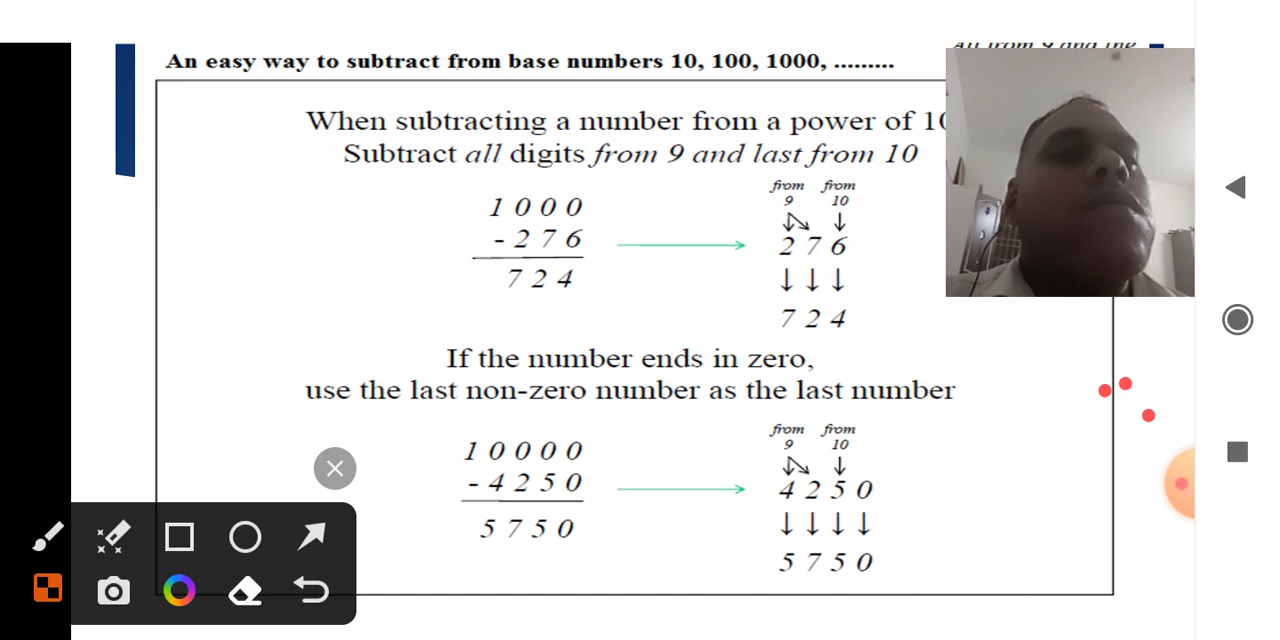 An easy way to subtract from base numbers 10, 100, 1000, .........
When subtracting a number from a power of
Subtract all digits from 9 and last from 10
from from
9 10
1 0 0 0
- 2 7 6
7 2 4
2 7 6
7 2 4
If the number ends in zero,
use the last non-zero number as the last number
from from
9 10
1 0 0 0 0
- 4 2 5 0
5 7 5 0
4 2 5 0
5 7 5 0